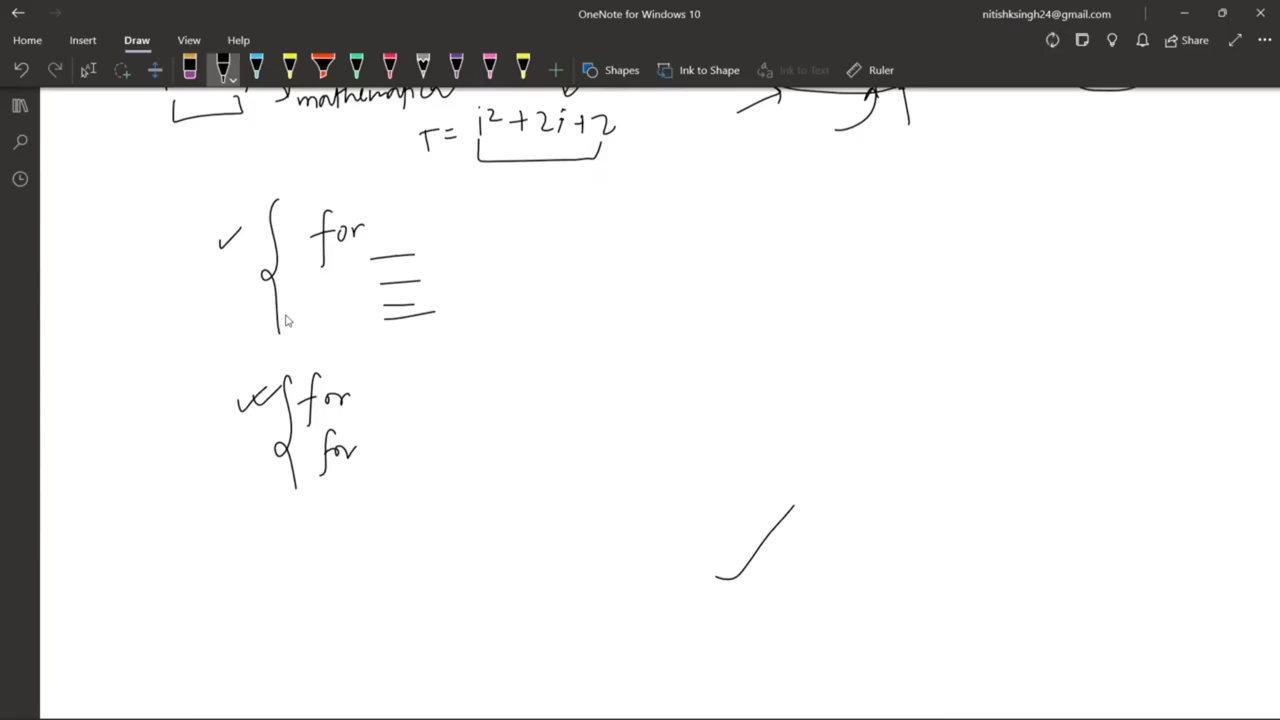 OneNote for Windows 10
nitishksingh24@gmail.com
Home Insert Draw View Help
Share
Shapes Ink to Shape Ink to Text Ruler
mathematical
T = i² + 2i + 2
for
for
for